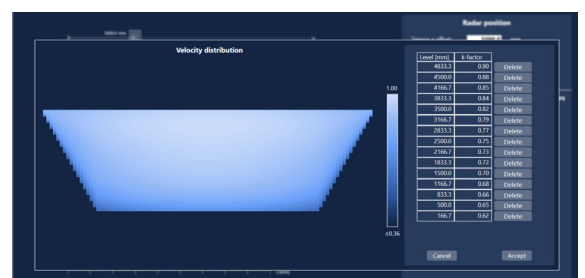 Radar position
5000.0 mm
Velocity distribution
Level [mm] k-factor
4833.3 0.90 Delete
4500.0 0.88 Delete
4166.7 0.85 Delete
3833.3 0.84 Delete
3500.0 0.82 Delete
3166.7 0.79 Delete
2833.3 0.77 Delete
2500.0 0.75 Delete
2166.7 0.73 Delete
1833.3 0.72 Delete
1500.0 0.70 Delete
1166.7 0.68 Delete
833.3 0.66 Delete
500.0 0.65 Delete
166.7 0.62 Delete
1.00
≤0.36
Cancel Accept